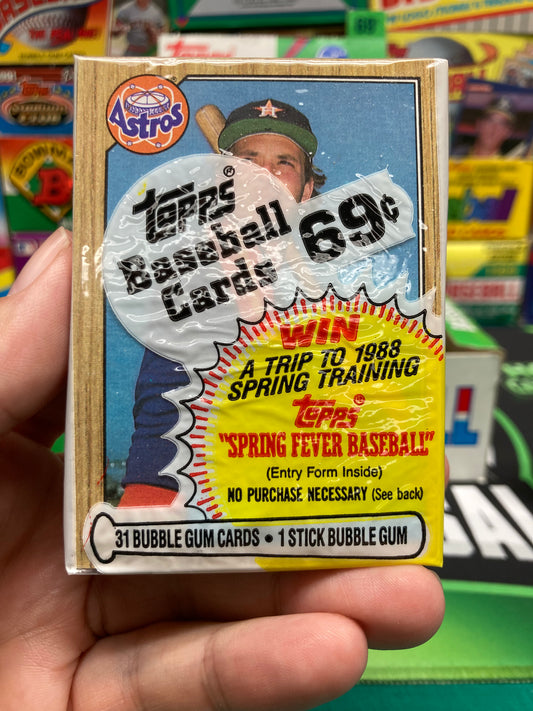 Astros
TOPPS®
Baseball
Cards
69¢
WIN
A TRIP TO 1988
SPRING TRAINING
TOPPS®
"SPRING FEVER BASEBALL"
(Entry Form Inside)
NO PURCHASE NECESSARY (See back)
31 BUBBLE GUM CARDS • 1 STICK BUBBLE GUM